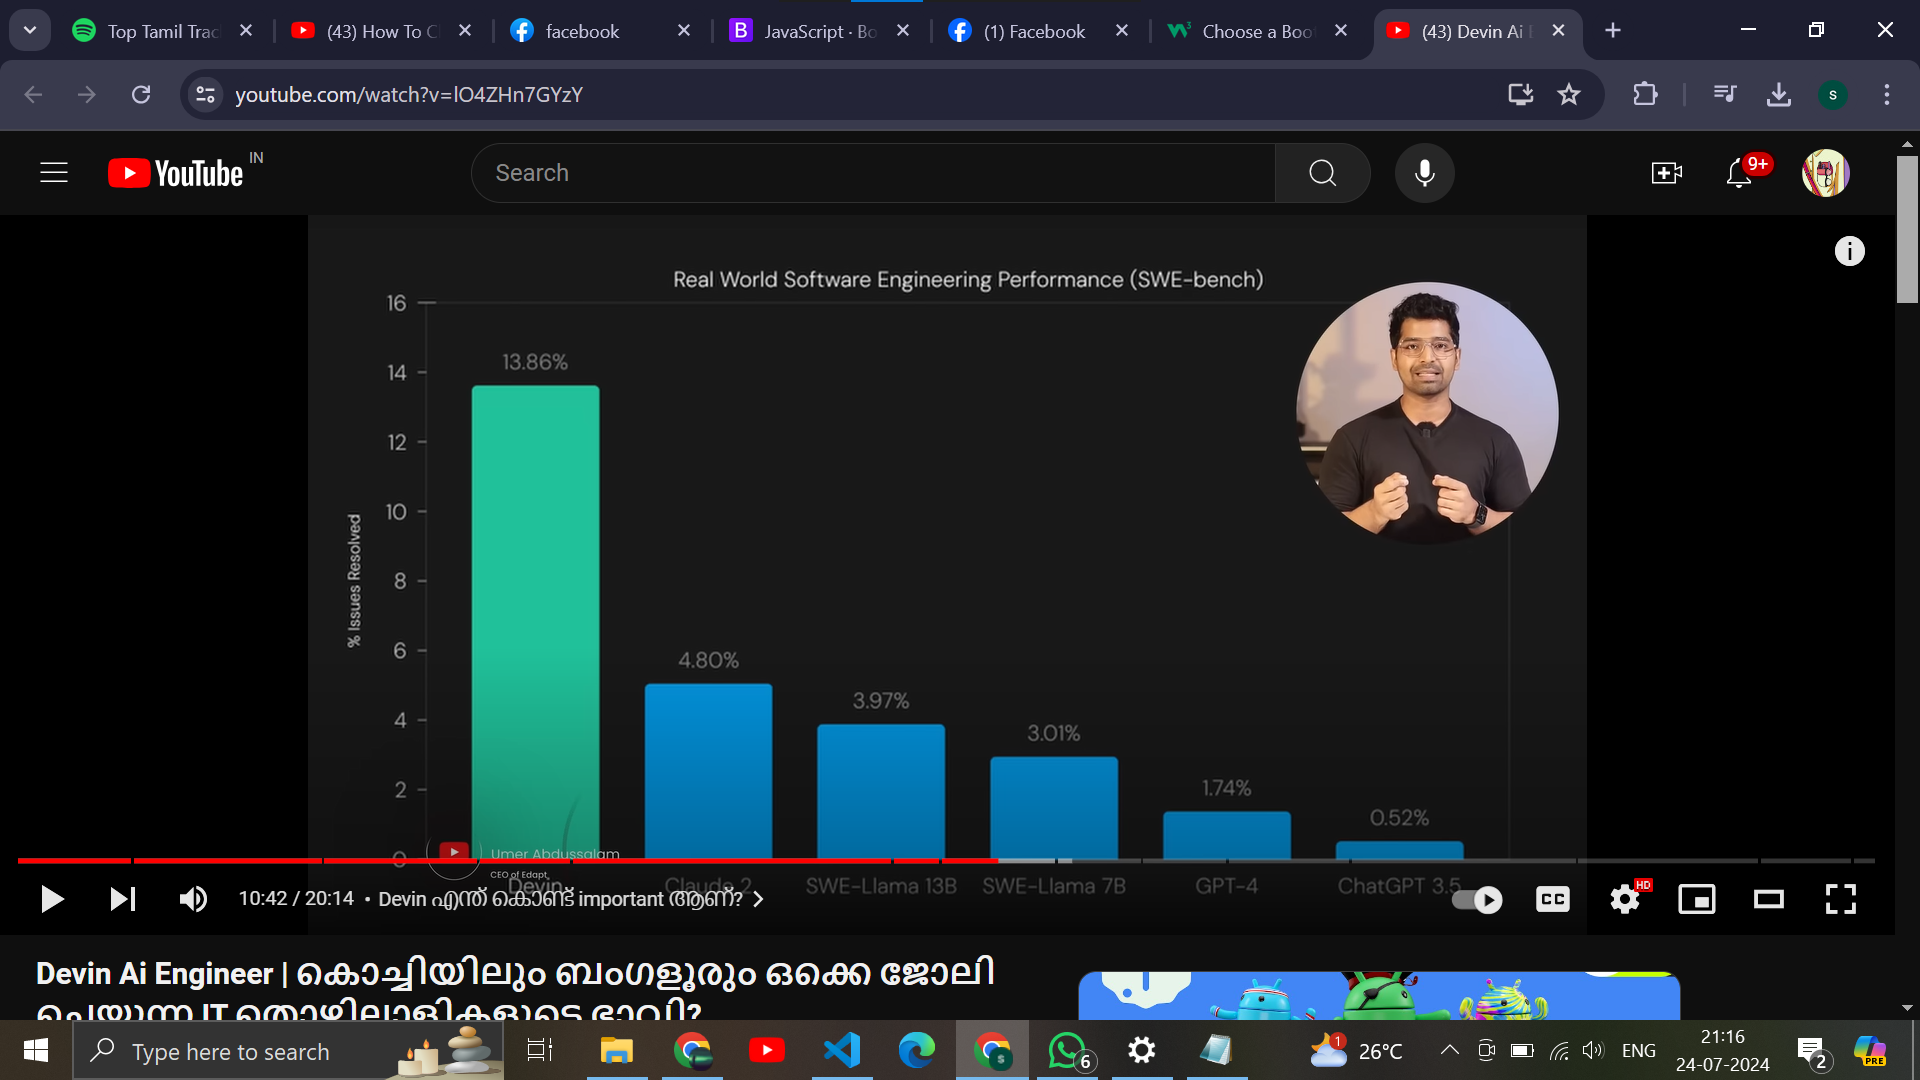 Top Tamil Trac
(43) How To Cl
facebook
B
JavaScript · Bo
(1) Facebook
Choose a Boo
(43) Devin Ai E
youtube.com/watch?v=lO4ZHn7GYzY
s
YouTube IN
Search
9+
Real World Software Engineering Performance (SWE-bench)
16
14
12
10
8
6
4
2
0
% Issues Resolved
13.86%
4.80%
3.97%
3.01%
1.74%
0.52%
Umer Abdussalam
CEO of Edapt
Devin
Claude 2
SWE-Llama 13B
SWE-Llama 7B
GPT-4
ChatGPT 3.5
10:42 / 20:14 • Devin എന്ത് കൊണ്ട് important ആണ്?
CC
HD
Devin Ai Engineer | കൊച്ചിയിലും ബംഗളൂരും ഒക്കെ ജോലി
ചെയ്യുന്ന IT തൊഴിലാളികളുടെ ഭാവി?
Type here to search
6
1
26°C
ENG
21:16
24-07-2024
2
PRE